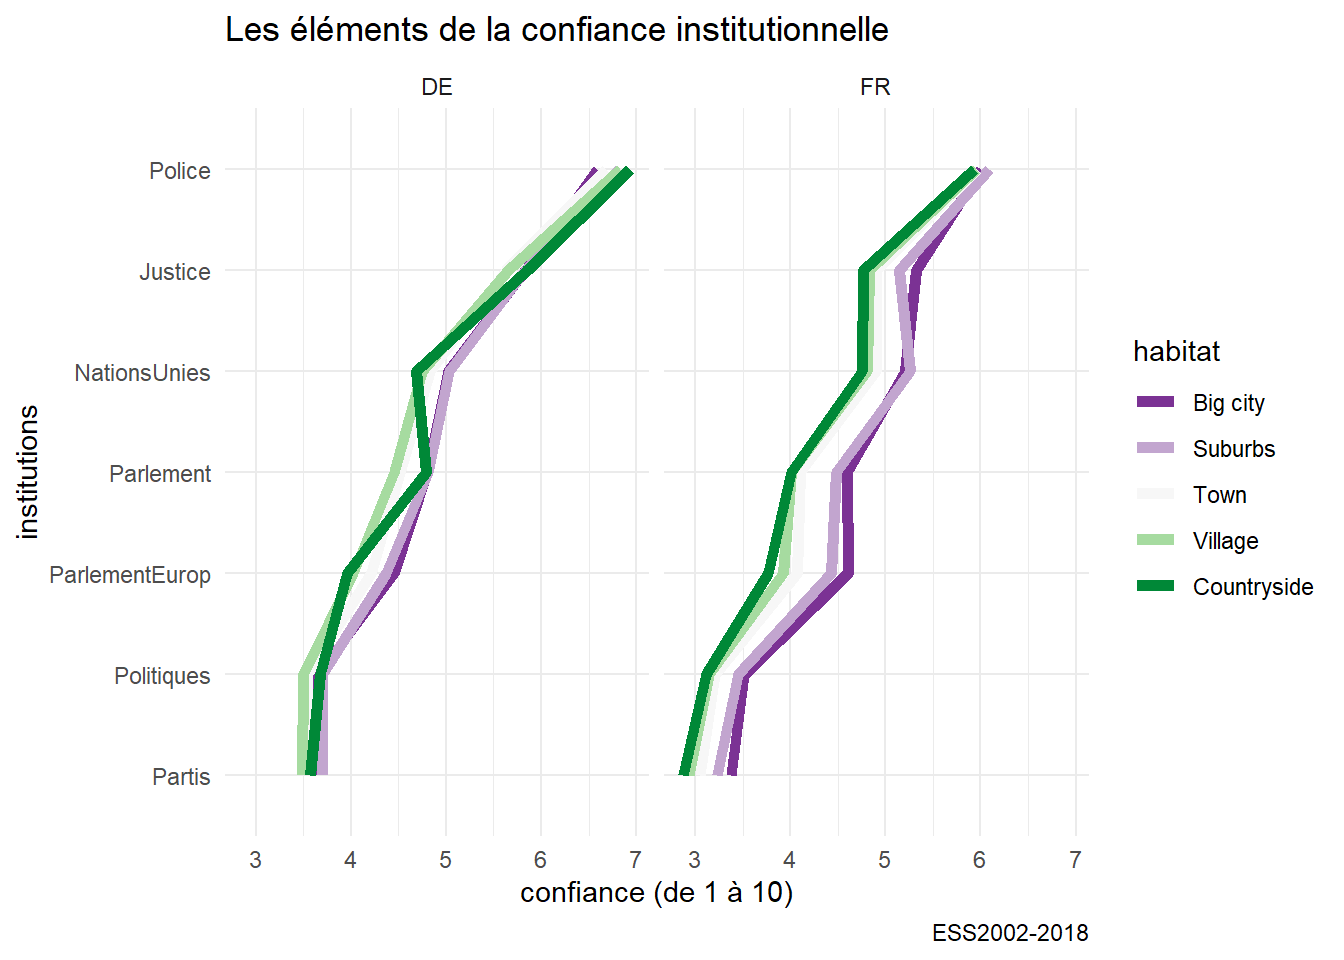 Les éléments de la confiance institutionnelle
DE
FR
institutions
Police
Justice
NationsUnies
Parlement
ParlementEurop
Politiques
Partis
3 4 5 6 7
3 4 5 6 7
confiance (de 1 à 10)
habitat
Big city
Suburbs
Town
Village
Countryside
ESS2002-2018